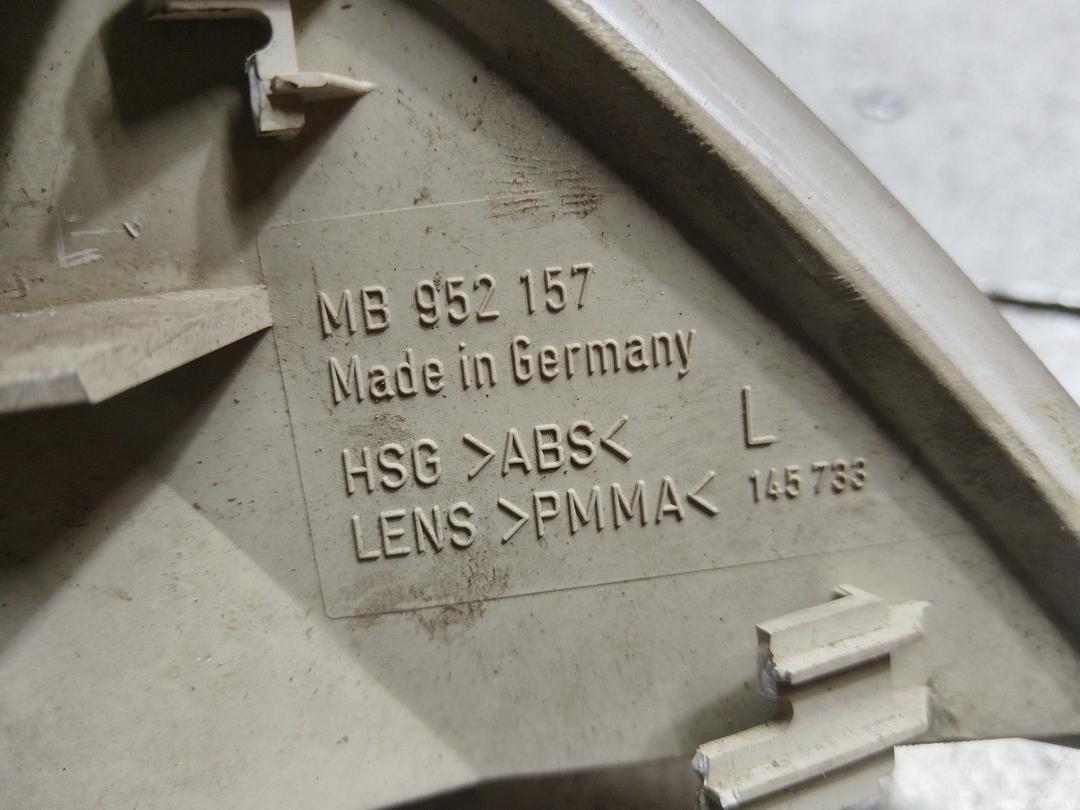 MB 952 157
Made in Germany
HSG >ABS< L
LENS >PMMA< 145 733